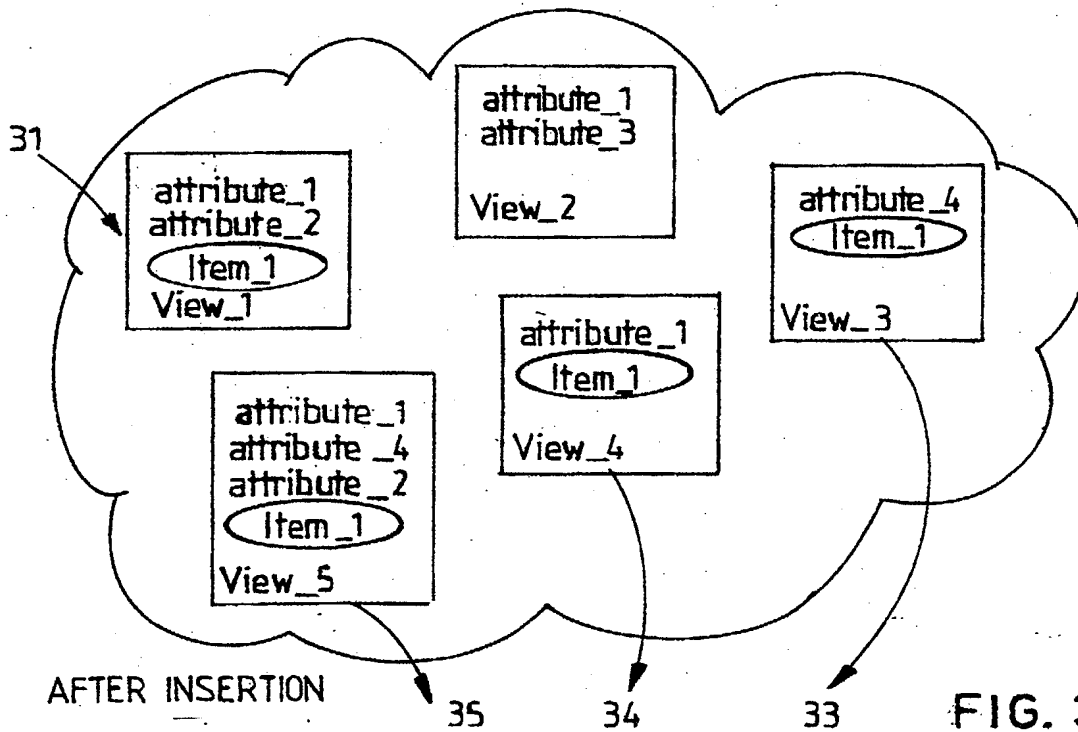 31
attribute_1
attribute_2
Item_1
View_1
attribute_1
attribute_3
View_2
attribute_4
Item_1
View_3
attribute_1
Item_1
View_4
attribute_1
attribute_4
attribute_2
Item_1
View_5
AFTER INSERTION
35
34
33
FIG.